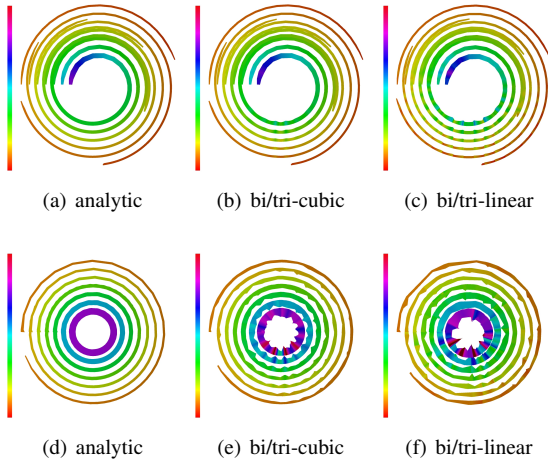 (a) analytic
(b) bi/tri-cubic
(c) bi/tri-linear
(d) analytic
(e) bi/tri-cubic
(f) bi/tri-linear